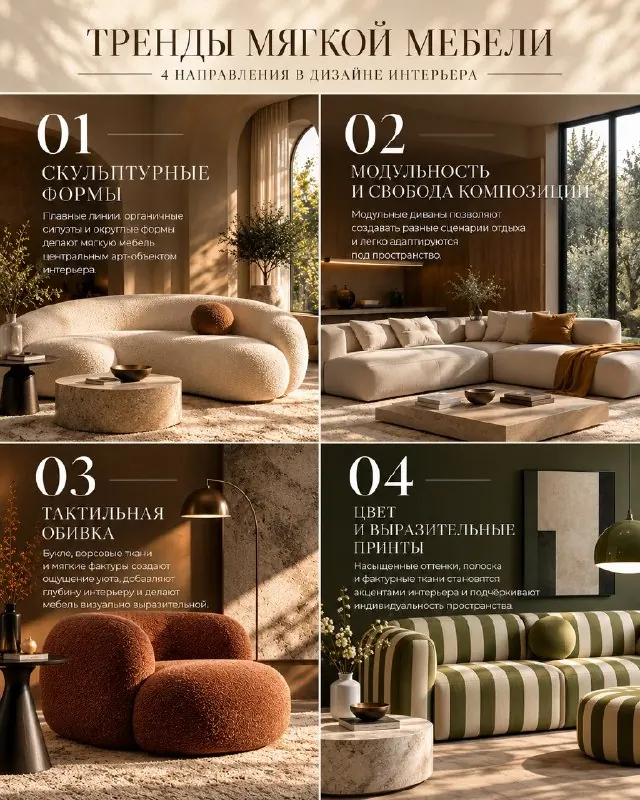 ТРЕНДЫ МЯГКОЙ МЕБЕЛИ
4 НАПРАВЛЕНИЯ В ДИЗАЙНЕ ИНТЕРЬЕРА
01
СКУЛЬПТУРНЫЕ
ФОРМЫ
Плавные линии, органичные
силуэты и округлые формы
делают мягкую мебель
центральным арт-объектом
интерьера.
02
МОДУЛЬНОСТЬ
И СВОБОДА КОМПОЗИЦИИ
Модульные диваны позволяют
создавать разные сценарии отдыха
и легко адаптируются
под пространство.
03
ТАКТИЛЬНАЯ
ОБИВКА
Букле, ворсовые ткани
и мягкие фактуры создают
ощущение уюта, добавляют
глубину интерьеру и делают
мебель визуально выразительной.
04
ЦВЕТ
И ВЫРАЗИТЕЛЬНЫЕ
ПРИНТЫ
Насыщенные оттенки, полоска
и фактурные ткани становятся
акцентами интерьера и подчёркивают
индивидуальность пространства.